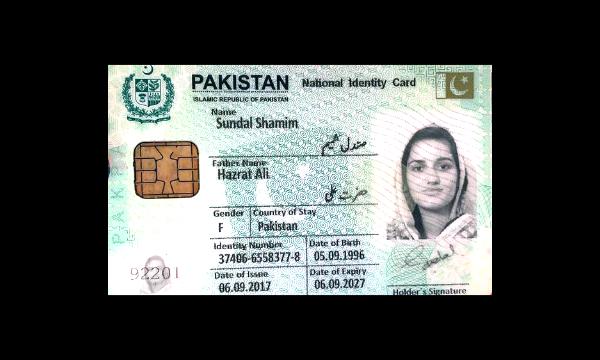 PAKISTAN National Identity Card
ISLAMIC REPUBLIC OF PAKISTAN
Name
Sundal Shamim
صندل شمیم
Father Name
Hazrat Ali
حضرت علی
Gender Country of Stay
F Pakistan
Identity Number Date of Birth
37406-6558377-8 05.09.1996
Date of Issue Date of Expiry
06.09.2017 06.09.2027
92201
Holder's Signature